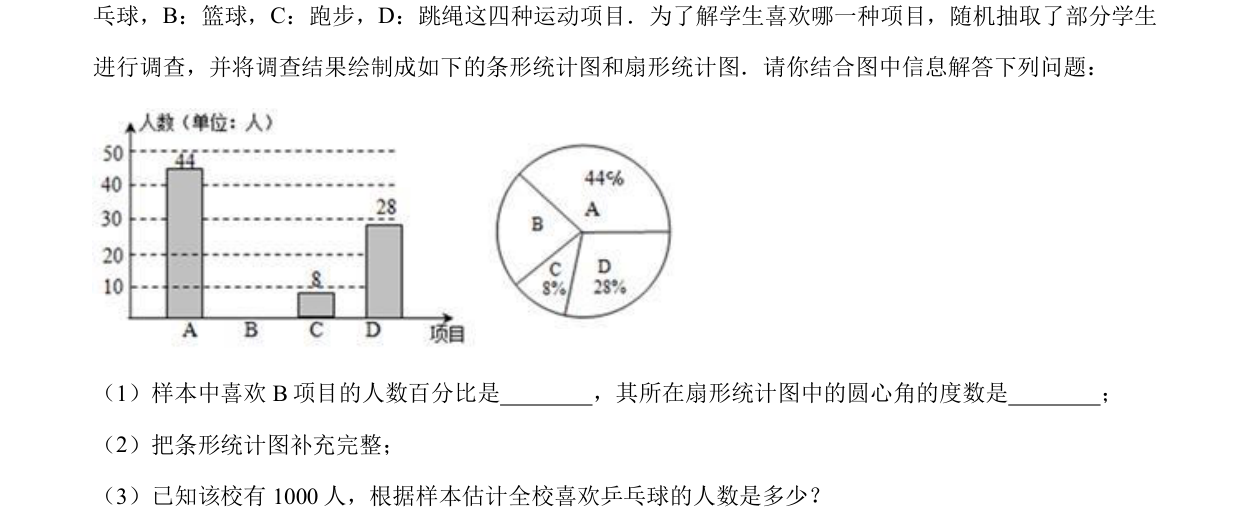 乓球，B：篮球，C：跑步，D：跳绳这四种运动项目．为了解学生喜欢哪一种项目，随机抽取了部分学生
进行调查，并将调查结果绘制成如下的条形统计图和扇形统计图．请你结合图中信息解答下列问题：
人数（单位：人）
50
40
30
20
10
44
8
28
A
B
C
D
项目
44%
A
B
C
8%
D
28%
（1）样本中喜欢 B 项目的人数百分比是________，其所在扇形统计图中的圆心角的度数是________；
（2）把条形统计图补充完整；
（3）已知该校有 1000 人，根据样本估计全校喜欢乒乓球的人数是多少？